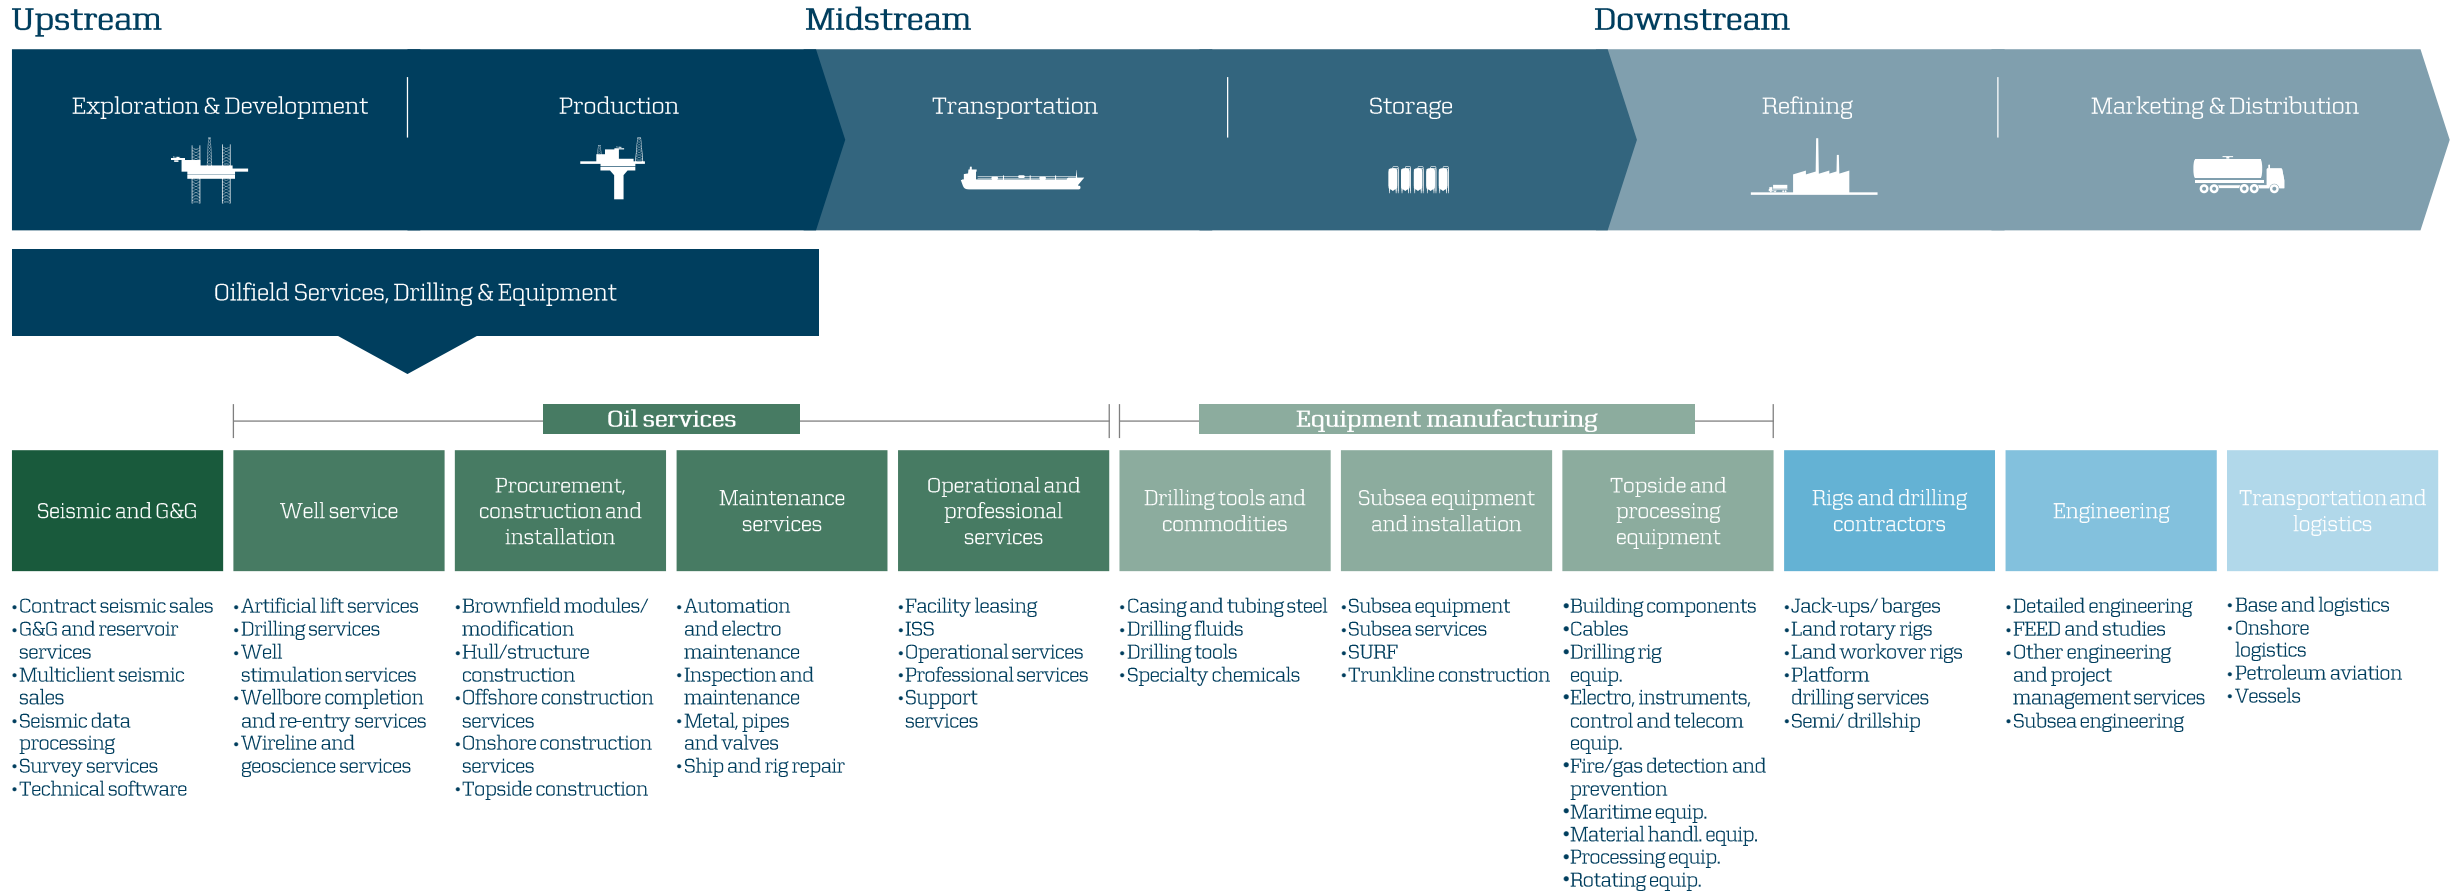 Upstream
Midstream
Downstream
Exploration & Development
Production
Transportation
Storage
Refining
Marketing & Distribution
Oilfield Services, Drilling & Equipment
Oil services
Equipment manufacturing
Seismic and G&G
Well service
Procurement,
construction and
installation
Maintenance
services
Operational and
professional
services
Drilling tools and
commodities
Subsea equipment
and installation
Topside and
processing
equipment
Rigs and drilling
contractors
Engineering
Transportation and
logistics
•Contract seismic sales
•G&G and reservoir
services
•Multiclient seismic
sales
•Seismic data
processing
•Survey services
•Technical software
•Artificial lift services
•Drilling services
•Well
stimulation services
•Wellbore completion
and re-entry services
•Wireline and
geoscience services
•Brownfield modules/
modification
•Hull/structure
construction
•Offshore construction
services
•Onshore construction
services
•Topside construction
•Automation
and electro
maintenance
•Inspection and
maintenance
•Metal, pipes
and valves
•Ship and rig repair
•Facility leasing
•ISS
•Operational services
•Professional services
•Support
services
•Casing and tubing steel
•Drilling fluids
•Drilling tools
•Specialty chemicals
•Subsea equipment
•Subsea services
•SURF
•Trunkline construction
•Building components
•Cables
•Drilling rig
equip.
•Electro, instruments,
control and telecom
equip.
•Fire/gas detection and
prevention
•Maritime equip.
•Material handl. equip.
•Processing equip.
•Rotating equip.
•Jack-ups/ barges
•Land rotary rigs
•Land workover rigs
•Platform
drilling services
•Semi/ drillship
•Detailed engineering
•FEED and studies
•Other engineering
and project
management services
•Subsea engineering
•Base and logistics
•Onshore
logistics
•Petroleum aviation
•Vessels